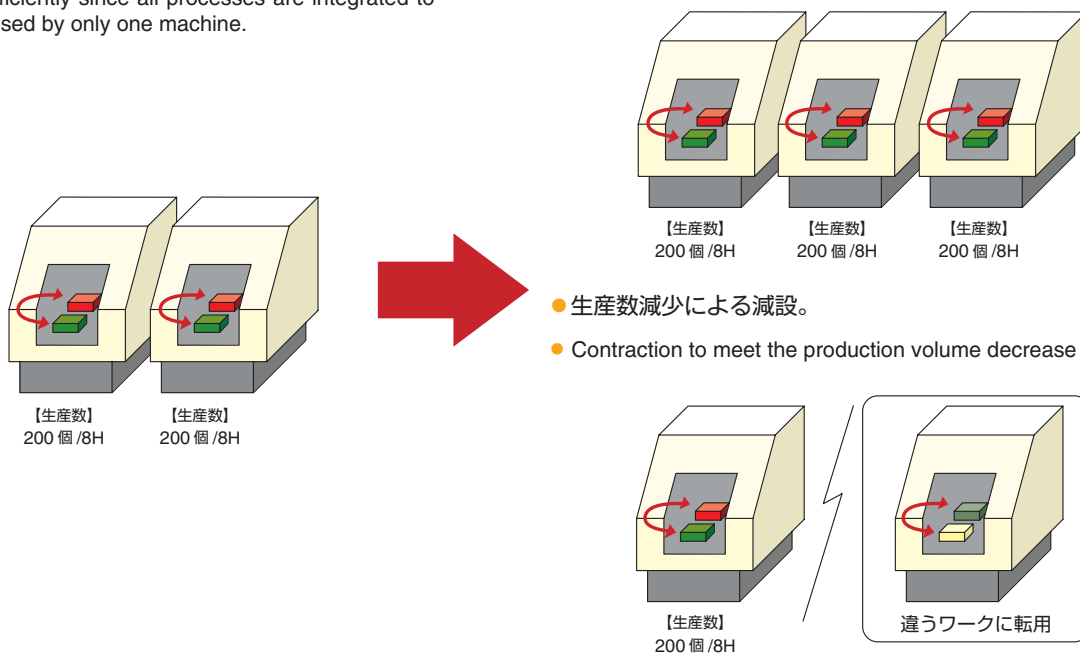 since all processes are integrated to
by only one machine.
【生産数】
200 個 /8H
【生産数】
200 個 /8H
【生産数】
200 個 /8H
【生産数】
200 個 /8H
【生産数】
200 個 /8H
● 生産数減少による減設。
● Contraction to meet the production volume decrease
【生産数】
200 個 /8H
違うワークに転用